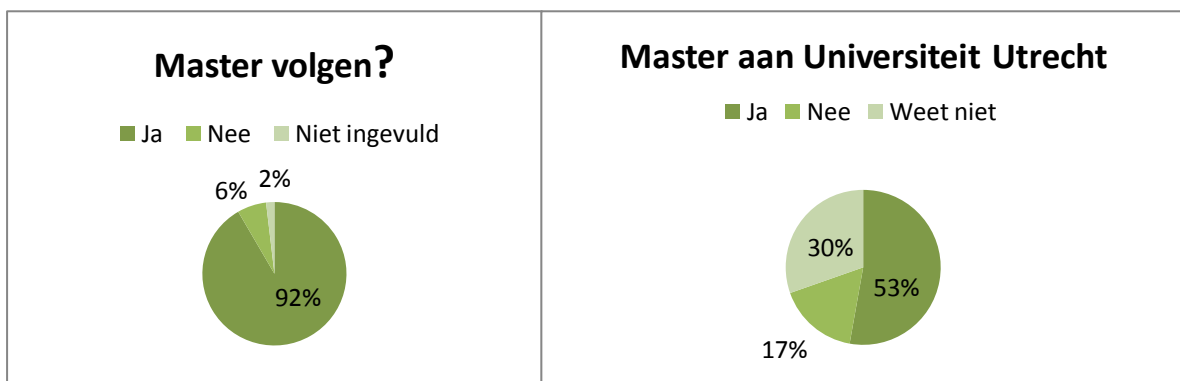 Master volgen?
Ja Nee Niet ingevuld
6% 2%
92%
Master aan Universiteit Utrecht
Ja Nee Weet niet
30%
53%
17%